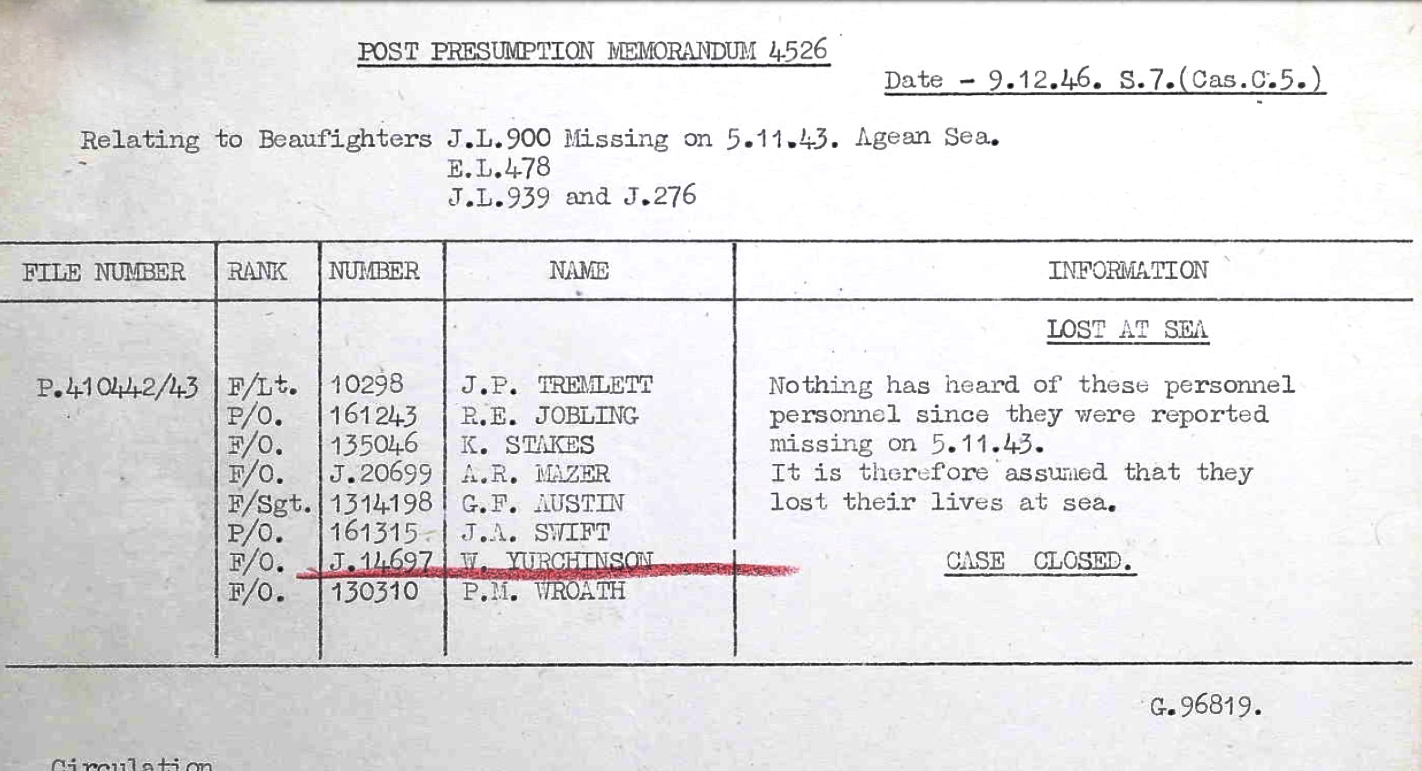 POST PRESUMPTION MEMORANDUM 4526
Date - 9.12.46. S.7.(Cas.C.5.)
Relating to Beaufighters J.L.900 Missing on 5.11.43. Agean Sea.
E.L.478
J.L.939 and J.276
FILE NUMBER RANK NUMBER NAME INFORMATION
LOST AT SEA
P.410442/43 F/Lt. 10298 J.P. TREMLETT Nothing has heard of these personnel
P/O. 161243 R.E. JOBLING personnel since they were reported
F/O. 135046 K. STAKES missing on 5.11.43.
F/O. J.20699 A.R. MAZER It is therefore assumed that they
F/Sgt. 1314198 G.F. AUSTIN lost their lives at sea.
P/O. 161315 J.A. SWIFT
F/O. J.14697 W. YURCHINSON CASE CLOSED.
F/O. 130310 P.M. WROATH
G.96819.
Circulation